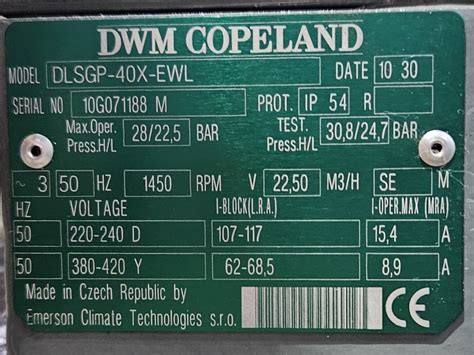 DWM COPELAND
MODEL DLSGP-40X-EWL DATE 10 30
SERIAL NUMBER 10G071188 M PROT. IP 54 R
Max.Oper. Press.H/L 28/22,5 BAR TEST. Press.H/L 30,8/24,7 BAR
~ 3 50 HZ 1450 RPM V 22,50 M3/H SE M
HZ VOLTAGE I-BLOCK(L.R.A.) I-OPER.MAX (MRA)
50 220-240 D 107-117 15,4 A
50 380-420 Y 62-68,5 8,9 A
Made in Czech Republic by
Emerson Climate Technologies s.r.o. CE